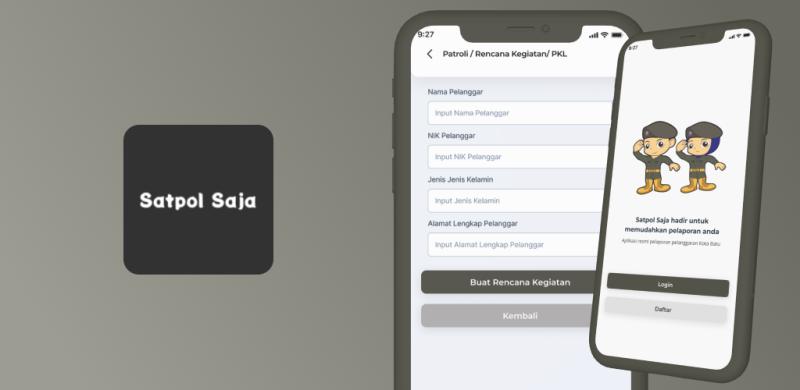 Satpol Saja
9:27
Patroli / Rencana Kegiatan/ PKL
Nama Pelanggar
Input Nama Pelanggar
NIK Pelanggar
Input NIK Pelanggar
Jenis Jenis Kelamin
Input Jenis Kelamin
Alamat Lengkap Pelanggar
Input Alamat Lengkap Pelanggar
Buat Rencana Kegiatan
Kembali
9:27
Satpol Saja hadir untuk
memudahkan pelaporan anda
Aplikasi resmi pelaporan pelanggaran Kota Batu
Login
Daftar